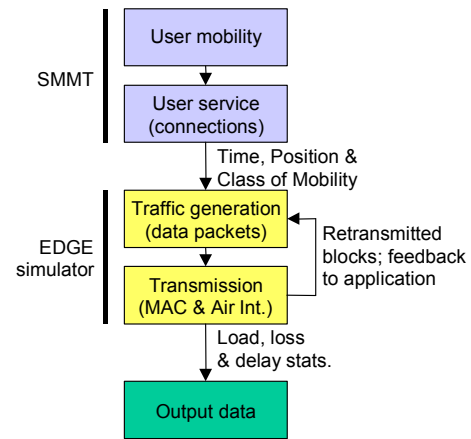 User mobility
SMMT
User service
(connections)
Time, Position &
Class of Mobility
Traffic generation
(data packets)
Retransmitted
blocks; feedback
to application
EDGE
simulator
Transmission
(MAC & Air Int.)
Load, loss
& delay stats.
Output data